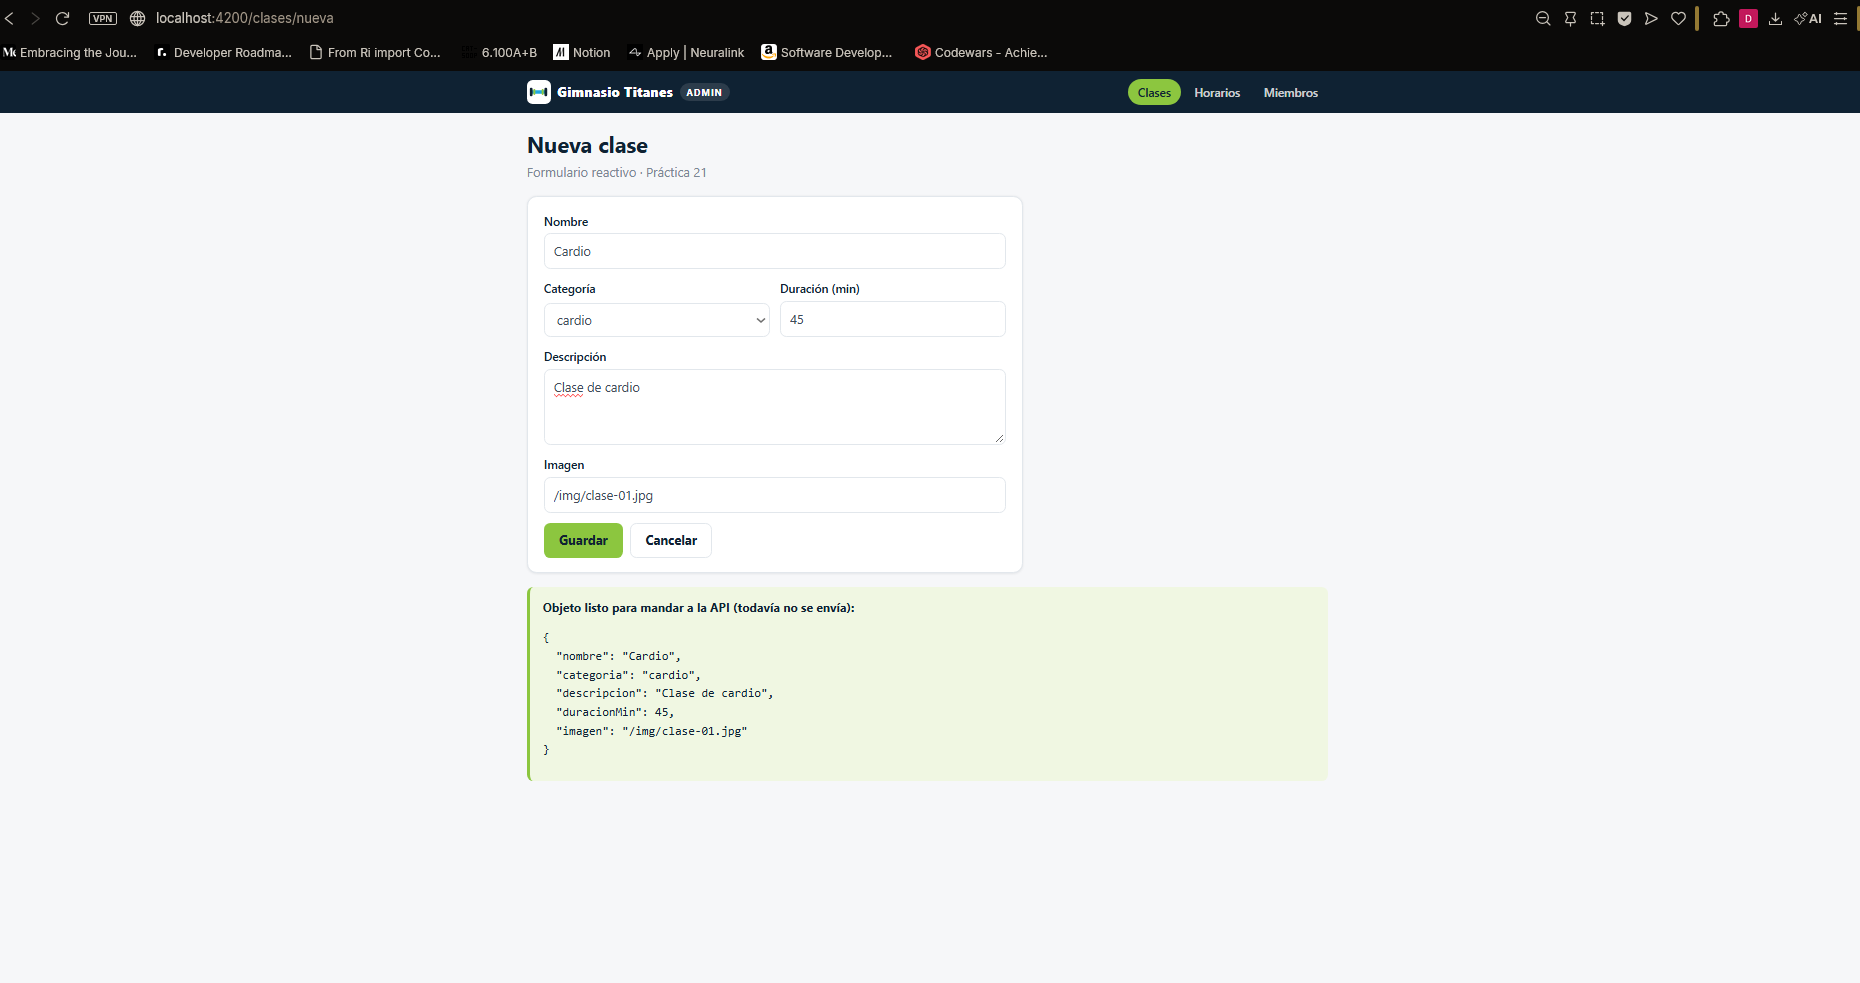 VPN localhost:4200/clases/nueva D AI
Embracing the Jou... Developer Roadma... From Ri import Co... 6.100A+B Notion Apply | Neuralink Software Develop... Codewars - Achie...
Gimnasio Titanes ADMIN Clases Horarios Miembros
Nueva clase
Formulario reactivo · Práctica 21
Nombre
Cardio
Categoría Duración (min)
cardio 45
Descripción
Clase de cardio
Imagen
/img/clase-01.jpg
Guardar Cancelar
Objeto listo para mandar a la API (todavía no se envía):
{
"nombre": "Cardio",
"categoria": "cardio",
"descripcion": "Clase de cardio",
"duracionMin": 45,
"imagen": "/img/clase-01.jpg"
}